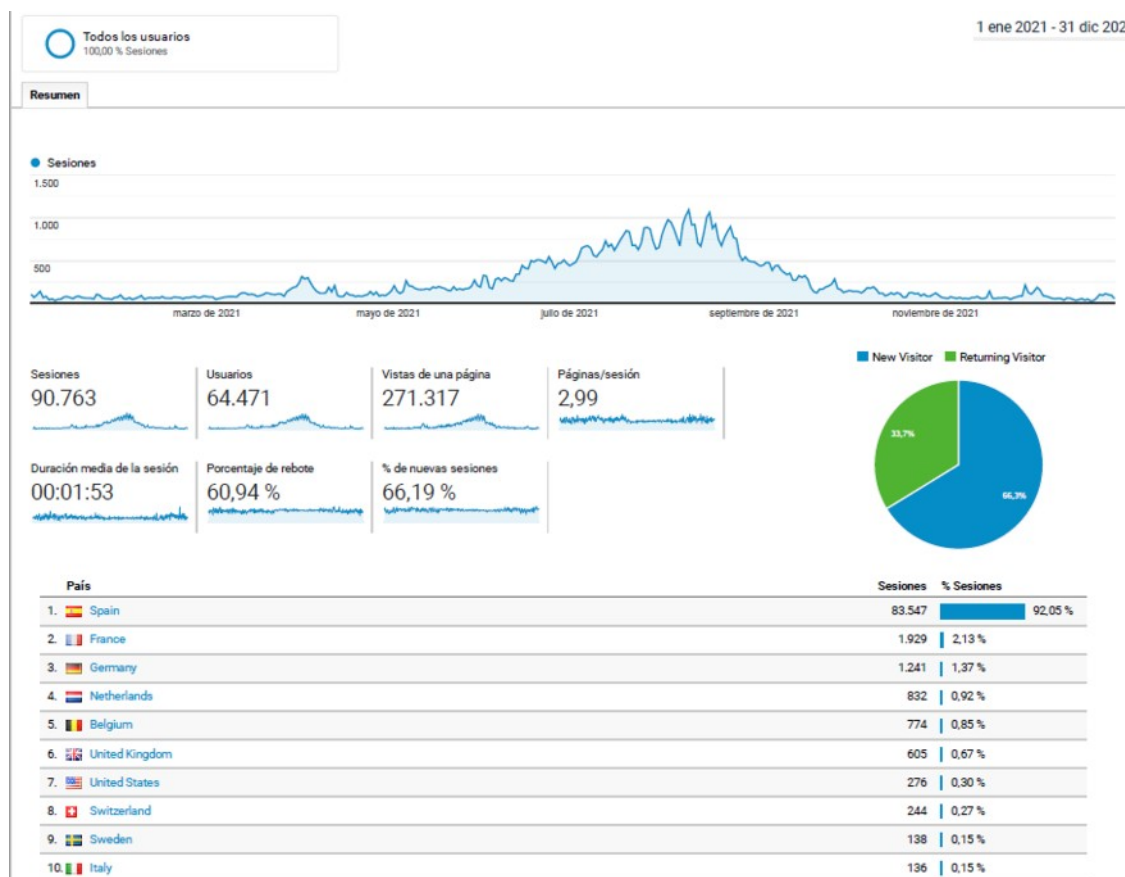 Todos los usuarios
100,00 % Sesiones
1 ene 2021 - 31 dic 202
Resumen
Sesiones
1.500
1.000
500
marzo de 2021 mayo de 2021 julio de 2021 septiembre de 2021 noviembre de 2021
New Visitor Returning Visitor
Sesiones Usuarios Vistas de una página Páginas/sesión
90.763 64.471 271.317 2,99
33,7%
66,3%
Duración media de la sesión Porcentaje de rebote % de nuevas sesiones
00:01:53 60,94 % 66,19 %
País Sesiones % Sesiones
1. Spain 83.547 92,05 %
2. France 1.929 2,13 %
3. Germany 1.241 1,37 %
4. Netherlands 832 0,92 %
5. Belgium 774 0,85 %
6. United Kingdom 605 0,67 %
7. United States 276 0,30 %
8. Switzerland 244 0,27 %
9. Sweden 138 0,15 %
10. Italy 136 0,15 %